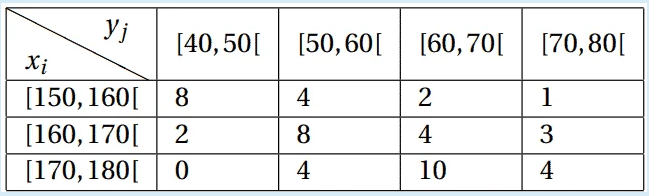 y_j [40,50[ [50,60[ [60,70[ [70,80[
x_i
[150,160[ 8 4 2 1
[160,170[ 2 8 4 3
[170,180[ 0 4 10 4